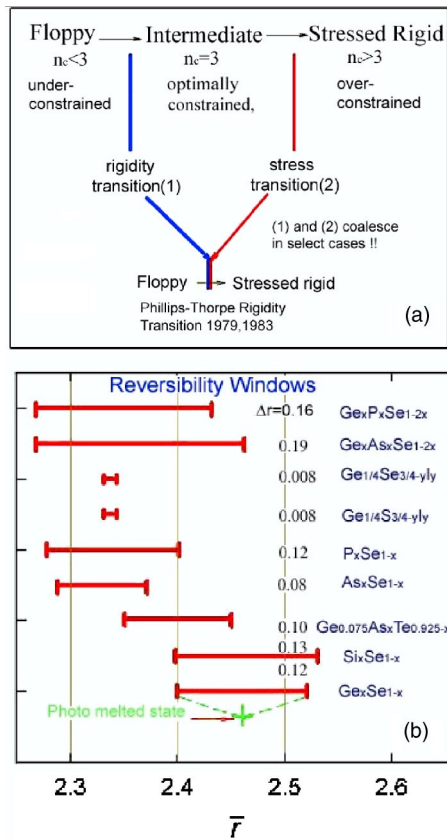 Floppy Intermediate Stressed Rigid
nc<3 nc=3 nc>3
under-
constrained
optimally
constrained,
over-
constrained
rigidity
transition(1)
stress
transition(2)
(1) and (2) coalesce
in select cases !!
Floppy Stressed rigid
Phillips-Thorpe Rigidity
Transition 1979,1983
(a)
Reversibility Windows
Δr=0.16 GexPxSe1-2x
0.19 GexAsxSe1-2x
0.008 Ge1/4Se3/4-yIy
0.008 Ge1/4S3/4-yIy
0.12 PxSe1-x
0.08 AsxSe1-x
0.10 Ge0.075AsxTe0.925-x
0.13 SixSe1-x
0.12 GexSe1-x
Photo melted state
(b)
2.3 2.4 2.5 2.6
r̅